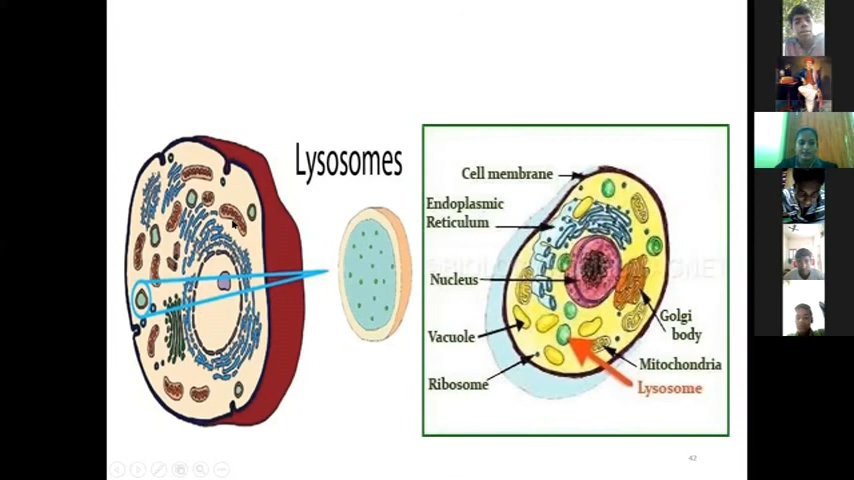 Lysosomes
Cell membrane
Endoplasmic
Reticulum
Nucleus
Golgi
body
Vacuole
Mitochondria
Ribosome
Lysosome
42